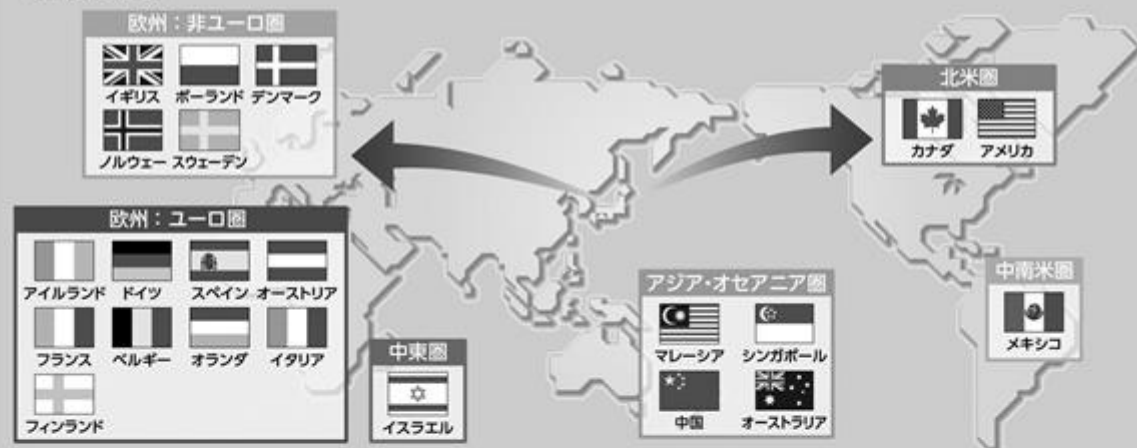 欧州：非ユーロ圏
イギリス ポーランド デンマーク
ノルウェー スウェーデン
欧州：ユーロ圏
アイルランド ドイツ スペイン オーストリア
フランス ベルギー オランダ イタリア
フィンランド
中東圏
イスラエル
アジア・オセアニア圏
マレーシア シンガポール
中国 オーストラリア
北米圏
カナダ アメリカ
中南米圏
メキシコ